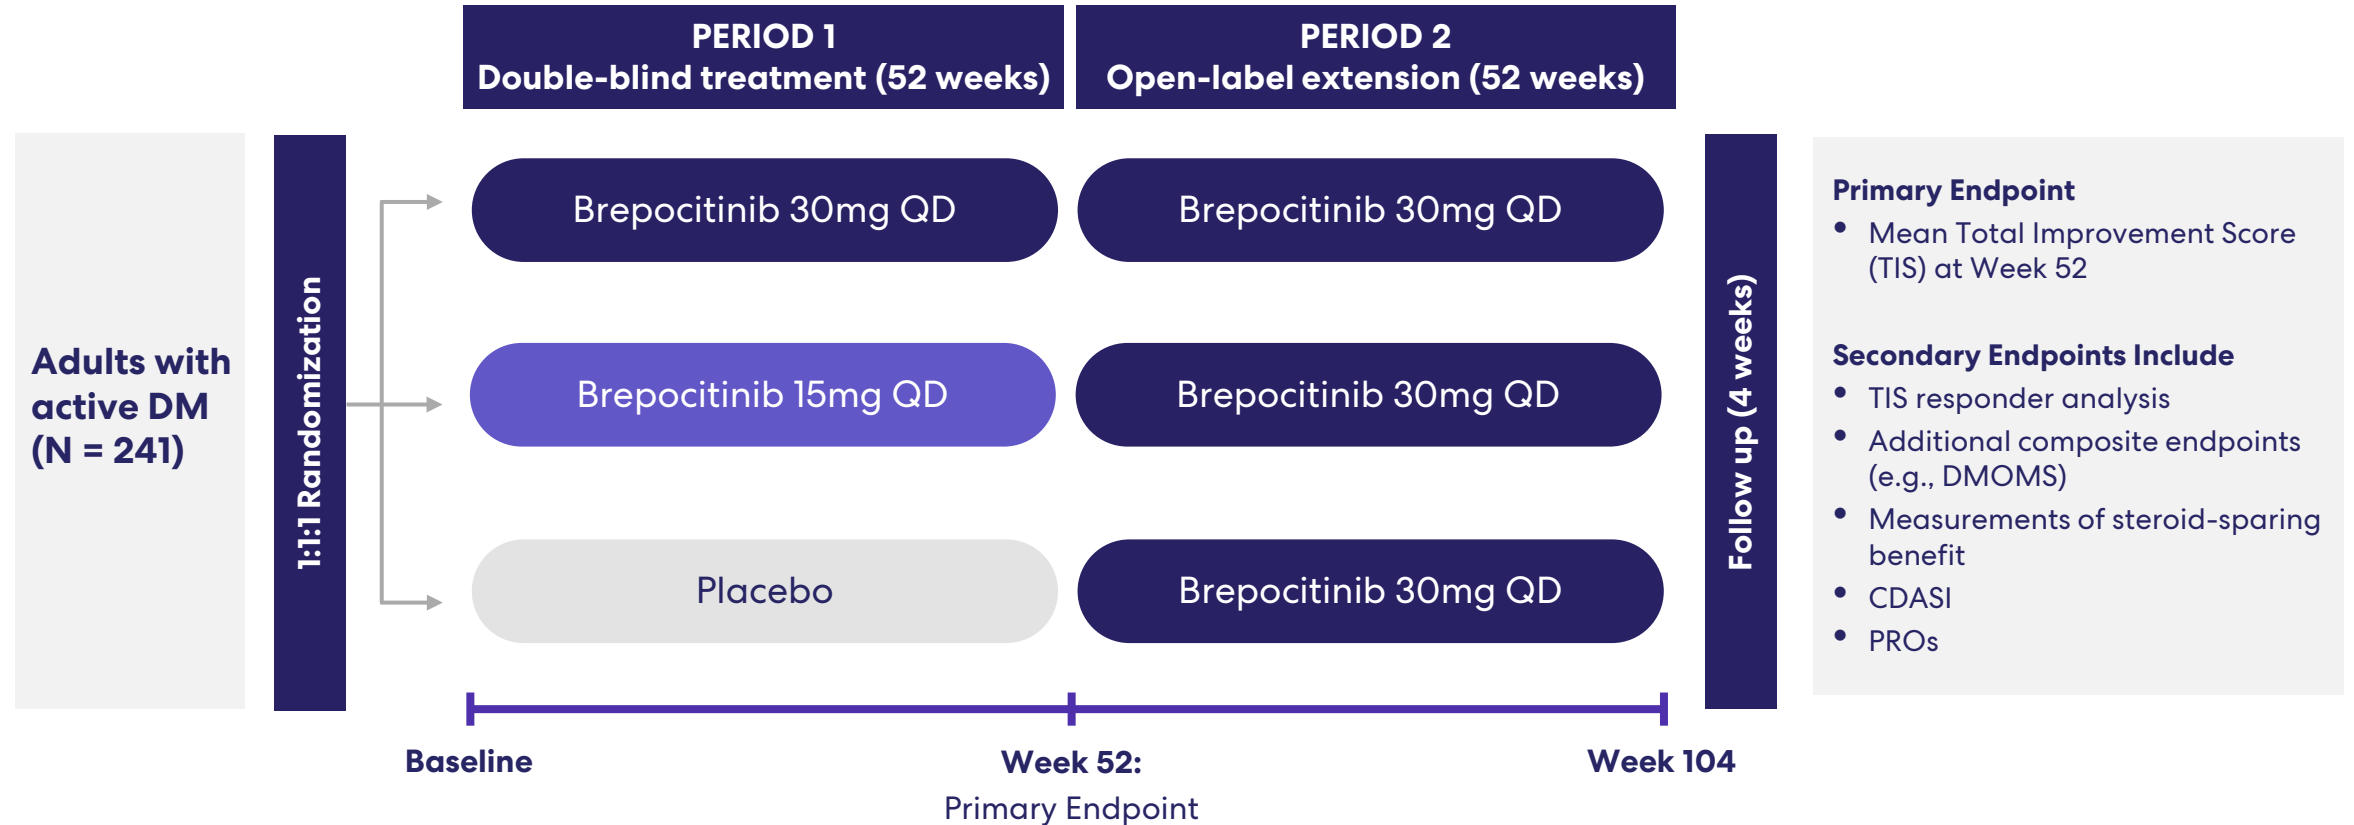 PERIOD 1
Double-blind treatment (52 weeks)
PERIOD 2
Open-label extension (52 weeks)
Adults with
active DM
(N = 241)
1:1:1 Randomization
Brepocitinib 30mg QD
Brepocitinib 30mg QD
Brepocitinib 15mg QD
Brepocitinib 30mg QD
Placebo
Brepocitinib 30mg QD
Follow up (4 weeks)
Primary Endpoint
• Mean Total Improvement Score
(TIS) at Week 52
Secondary Endpoints Include
• TIS responder analysis
• Additional composite endpoints
(e.g., DMOMS)
• Measurements of steroid-sparing
benefit
• CDASI
• PROs
Baseline
Week 52:
Primary Endpoint
Week 104